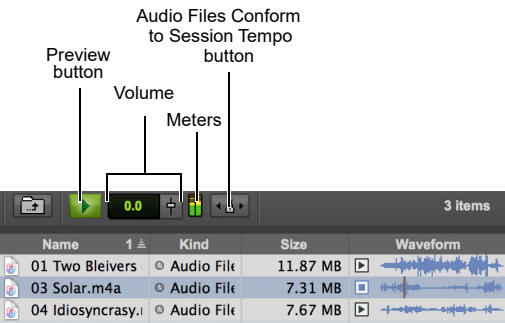 Audio Files Conform
to Session Tempo
button
Preview
button
Volume
Meters
0.0
3 items
Name 1 Kind Size Waveform
01 Two Bleivers Audio File 11.87 MB
03 Solar.m4a Audio File 7.31 MB
04 Idiosyncrasy. Audio File 7.67 MB